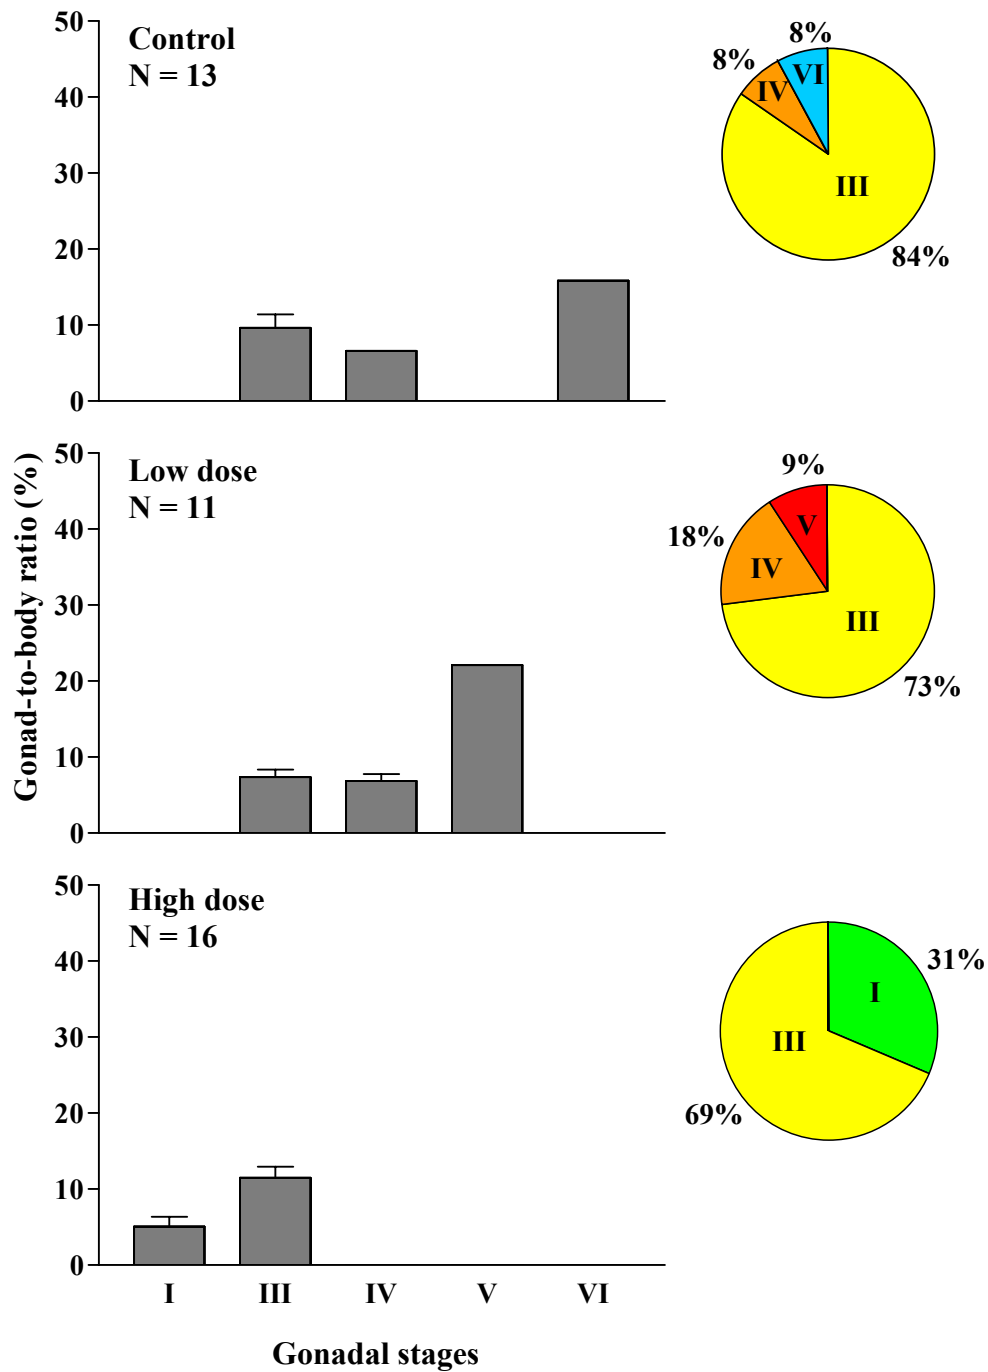 50
40
30
20
10
0
Control
N = 13
8%
8%
VI
IV
III
84%
Gonad-to-body ratio (%)
50
40
30
20
10
0
Low dose
N = 11
9%
18%
V
IV
III
73%
50
40
30
20
10
0
High dose
N = 16
31%
I
III
69%
I III IV V VI
Gonadal stages